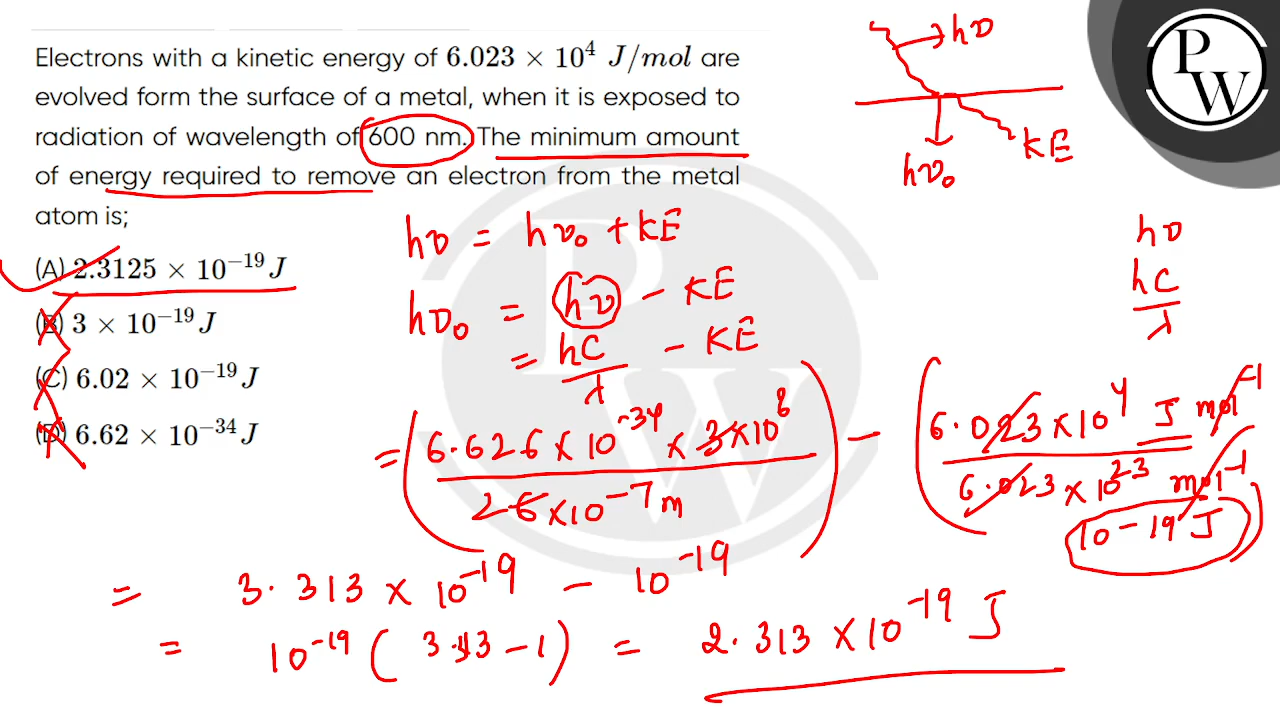 Electrons with a kinetic energy of 6.023 × 10⁴ J/mol are
evolved form the surface of a metal, when it is exposed to
radiation of wavelength of 600 nm. The minimum amount
of energy required to remove an electron from the metal
atom is;
(A) 2.3125 × 10⁻¹⁹ J
(B) 3 × 10⁻¹⁹ J
(C) 6.02 × 10⁻¹⁹ J
(D) 6.62 × 10⁻³⁴ J
hν
KE
hν₀
P
W
hν
hC
λ
hν = hν₀ + KE
hν₀ = hν − KE
= hC/λ − KE
= (6.626 × 10⁻³⁴ × 3 × 10⁸ / 2 6 × 10⁻⁷ m) − (6.023 × 10⁴ J mol⁻¹ / 6.023 × 10²³ mol⁻¹)
10−19 J
= 3.313 × 10⁻¹⁹ − 10⁻¹⁹
= 10⁻¹⁹ (3.313 − 1) = 2.313 × 10⁻¹⁹ J